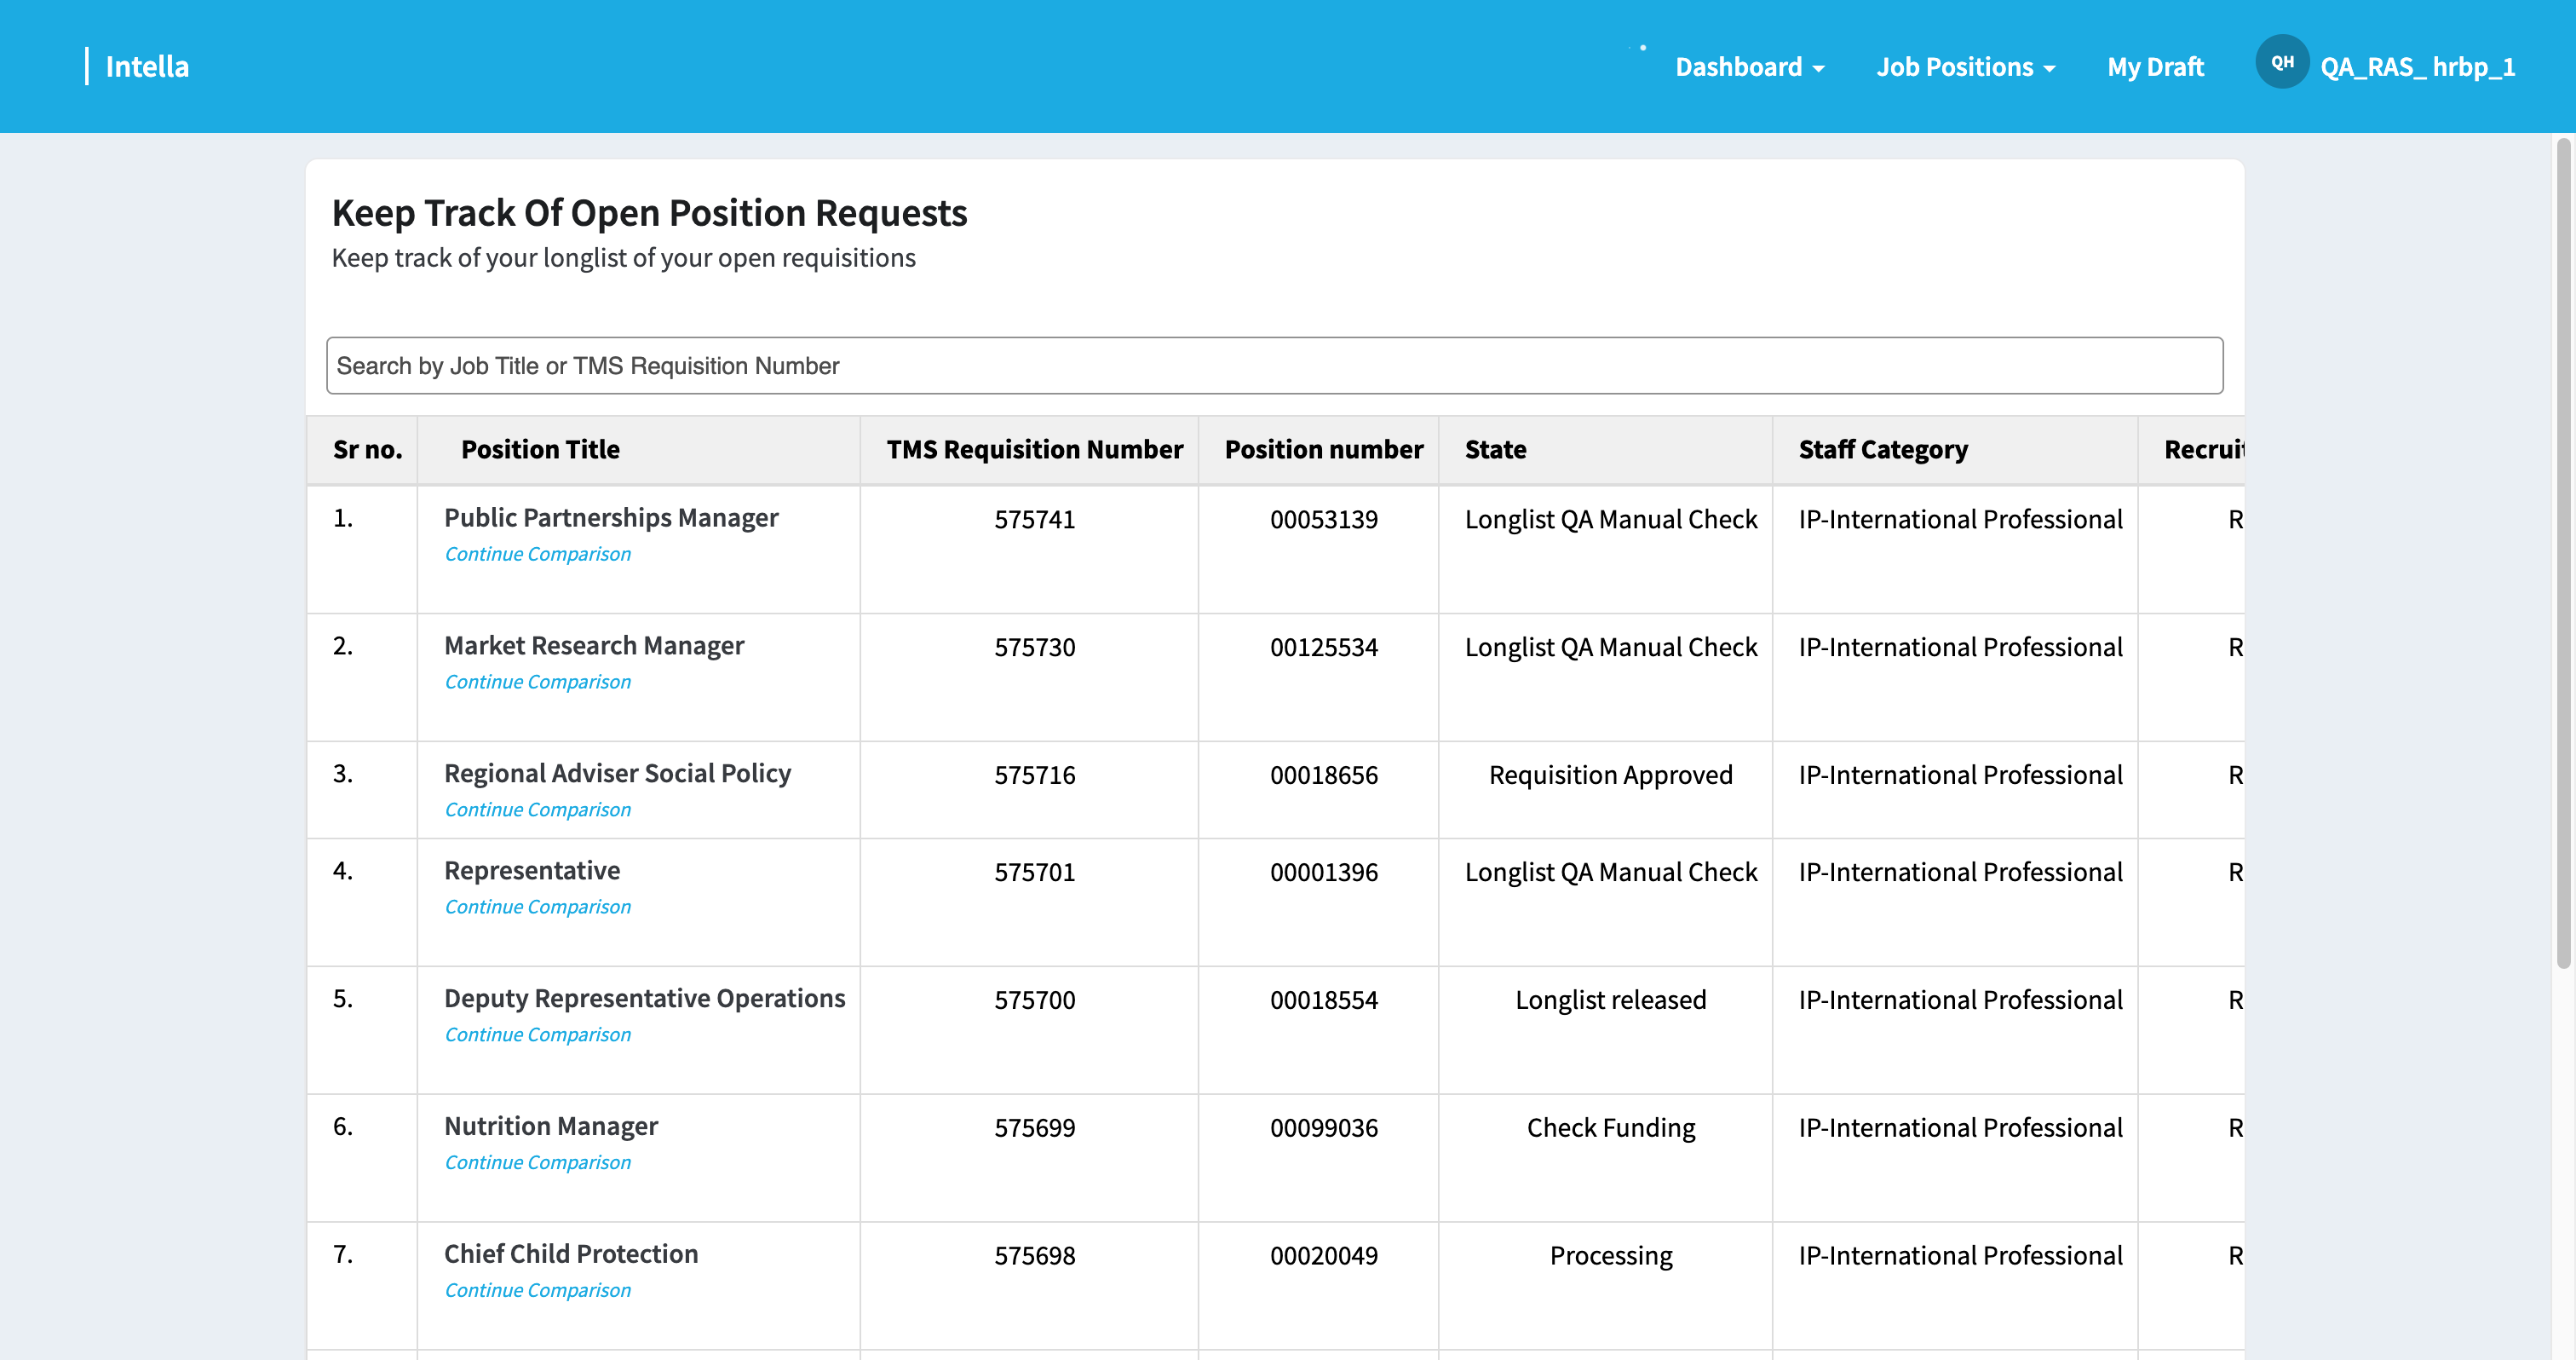 Intella
Dashboard
Job Positions
My Draft
QH
QA_RAS_ hrbp_1
Keep Track Of Open Position Requests
Keep track of your longlist of your open requisitions
Search by Job Title or TMS Requisition Number
Sr no. Position Title TMS Requisition Number Position number State Staff Category Recruit
1. Public Partnerships Manager 575741 00053139 Longlist QA Manual Check IP-International Professional R
Continue Comparison
2. Market Research Manager 575730 00125534 Longlist QA Manual Check IP-International Professional R
Continue Comparison
3. Regional Adviser Social Policy 575716 00018656 Requisition Approved IP-International Professional R
Continue Comparison
4. Representative 575701 00001396 Longlist QA Manual Check IP-International Professional R
Continue Comparison
5. Deputy Representative Operations 575700 00018554 Longlist released IP-International Professional R
Continue Comparison
6. Nutrition Manager 575699 00099036 Check Funding IP-International Professional R
Continue Comparison
7. Chief Child Protection 575698 00020049 Processing IP-International Professional R
Continue Comparison